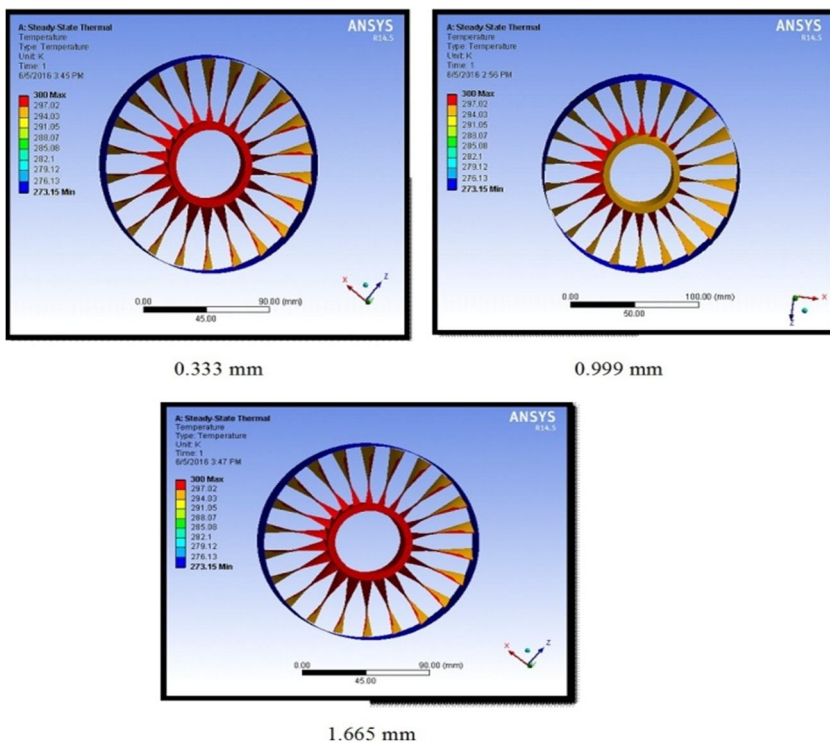 A: Steady-State Thermal
Temperature
Type: Temperature
Unit: K
Time: 1
6/5/2016 3:45 PM
300 Max
297.02
294.03
291.05
288.07
285.08
282.1
279.12
276.13
273.15 Min
ANSYS
R14.5
0.00
90.00 (mm)
45.00
X
Z
0.333 mm
A: Steady-State Thermal
Temperature
Type: Temperature
Unit: K
Time: 1
6/5/2016 2:56 PM
300 Max
297.02
294.03
291.05
288.07
285.08
282.1
279.12
276.13
273.15 Min
ANSYS
R14.5
0.00
100.00 (mm)
50.00
X
Z
0.999 mm
A: Steady-State Thermal
Temperature
Type: Temperature
Unit: K
Time: 1
6/5/2016 3:47 PM
300 Max
297.02
294.03
291.05
288.07
285.08
282.1
279.12
276.13
273.15 Min
ANSYS
R14.5
0.00
90.00 (mm)
45.00
X
Z
1.665 mm